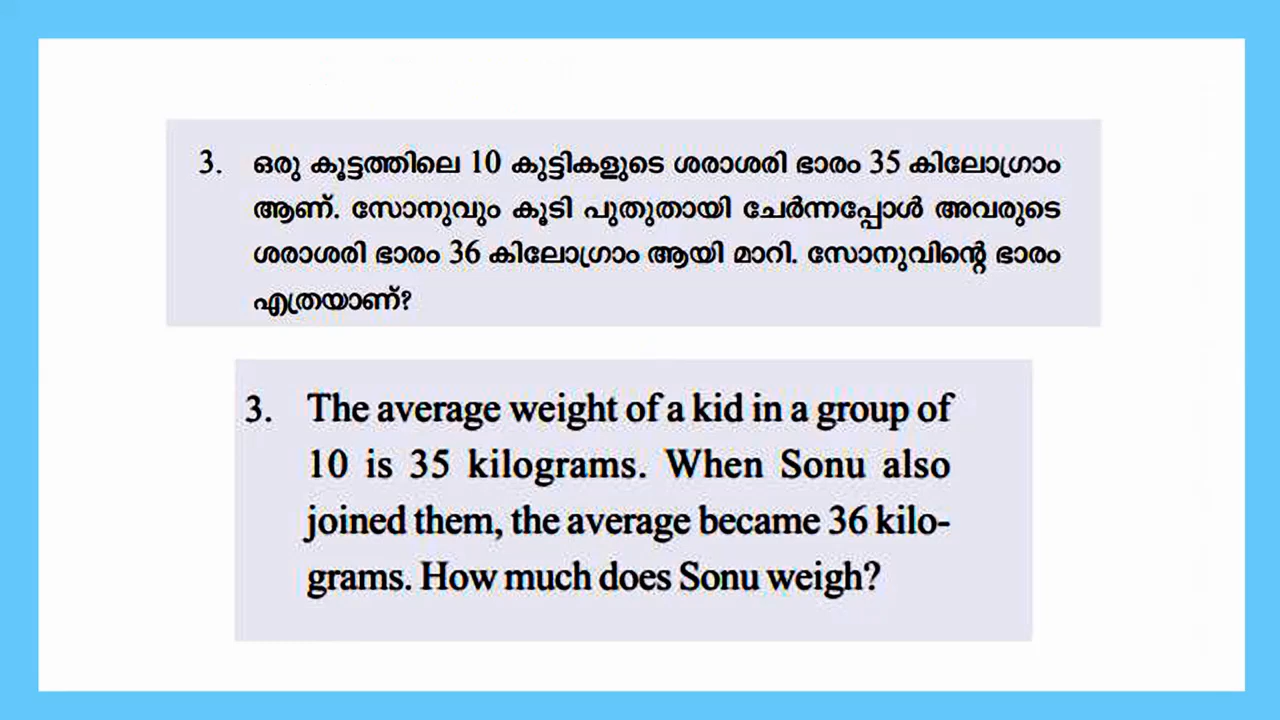 3. ഒരു കൂട്ടത്തിലെ 10 കുട്ടികളുടെ ശരാശരി ഭാരം 35 കിലോഗ്രാം
ആണ്. സോനുവും കൂടി പുതുതായി ചേർന്നപ്പോൾ അവരുടെ
ശരാശരി ഭാരം 36 കിലോഗ്രാം ആയി മാറി. സോനുവിന്റെ ഭാരം
എത്രയാണ്?
3. The average weight of a kid in a group of
10 is 35 kilograms. When Sonu also
joined them, the average became 36 kilo-
grams. How much does Sonu weigh?